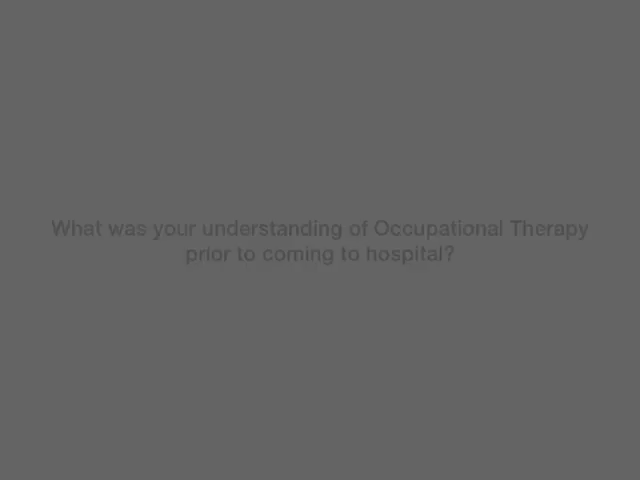 What was your understanding of Occupational Therapy
prior to coming to hospital?